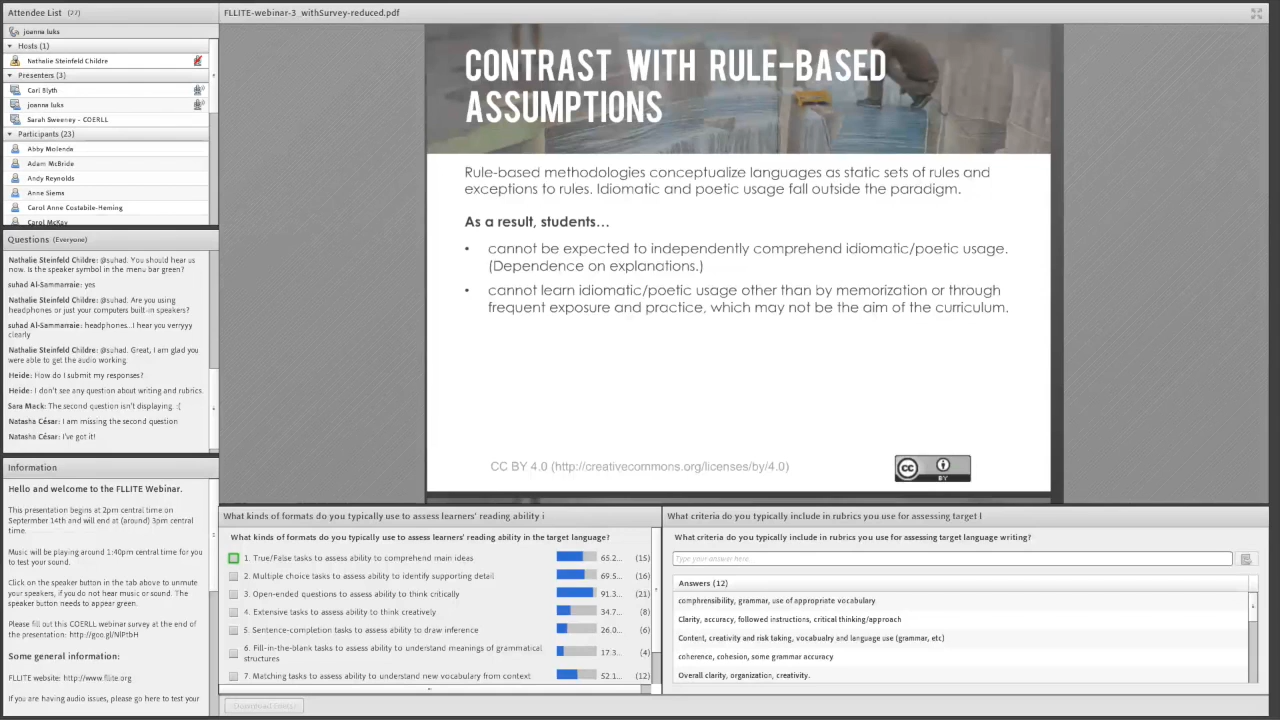 Attendee List (27)
joanna luks
Hosts (1)
Nathalie Steinfeld Childre
Presenters (3)
Carl Blyth
joanna luks
Sarah Sweeney - COERLL
Participants (23)
Abby Molenda
Adam McBride
Andy Reynolds
Anne Siems
Carol Anne Costabile-Heming
Carol McKay
Questions (Everyone)
Nathalie Steinfeld Childre: @suhad. You should hear us
now. Is the speaker symbol in the menu bar green?
suhad Al-Sammarraie: yes
Nathalie Steinfeld Childre: @suhad. Are you using
headphones or just your computers built-in speakers?
suhad Al-Sammarraie: headphones...I hear you verryyy
clearly
Nathalie Steinfeld Childre: @suhad. Great, I am glad you
were able to get the audio working.
Heide: How do I submit my responses?
Heide: I don't see any question about writing and rubrics.
Sara Mack: The second question isn't displaying. :(
Natasha César: I am missing the second question
Natasha César: I've got it!
Information
Hello and welcome to the FLLITE Webinar.
This presentation begins at 2pm central time on
September 14th and will end at (around) 3pm central
time.
Music will be playing around 1:40pm central time for you
to test your sound.
Click on the speaker button in the tab above to unmute
your speakers, if you do not hear music or sound. The
speaker button needs to appear green.
Please fill out this COERLL webinar survey at the end of
the presentation: http://goo.gl/NlPtbH
Some general information:
FLLITE website: http://www.fllite.org
If you are having audio issues, please go here to test your
FLLITE-webinar-3_withSurvey-reduced.pdf
CONTRAST WITH RULE-BASED
ASSUMPTIONS
Rule-based methodologies conceptualize languages as static sets of rules and
exceptions to rules. Idiomatic and poetic usage fall outside the paradigm.
As a result, students…
• cannot be expected to independently comprehend idiomatic/poetic usage.
(Dependence on explanations.)
• cannot learn idiomatic/poetic usage other than by memorization or through
frequent exposure and practice, which may not be the aim of the curriculum.
CC BY 4.0 (http://creativecommons.org/licenses/by/4.0)
cc BY
What kinds of formats do you typically use to assess learners' reading ability i
What kinds of formats do you typically use to assess learners' reading ability in the target language?
1. True/False tasks to assess ability to comprehend main ideas 65.2... (15)
2. Multiple choice tasks to assess ability to identify supporting detail 69.5... (16)
3. Open-ended questions to assess ability to think critically 91.3... (21)
4. Extensive tasks to assess ability to think creatively 34.7... (8)
5. Sentence-completion tasks to assess ability to draw inference 26.0... (6)
6. Fill-in-the-blank tasks to assess ability to understand meanings of grammatical
structures 17.3... (4)
7. Matching tasks to assess ability to understand new vocabulary from context 52.1... (12)
Download Poster
What criteria do you typically include in rubrics you use for assessing target l
What criteria do you typically include in rubrics you use for assessing target language writing?
Type your answer here.
Answers (12)
comphrensibility, grammar, use of appropriate vocabulary
Clarity, accuracy, followed instructions, critical thinking/approach
Content, creativity and risk taking, vocabualry and language use (grammar, etc)
coherence, cohesion, some grammar accuracy
Overall clarity, organization, creativity.